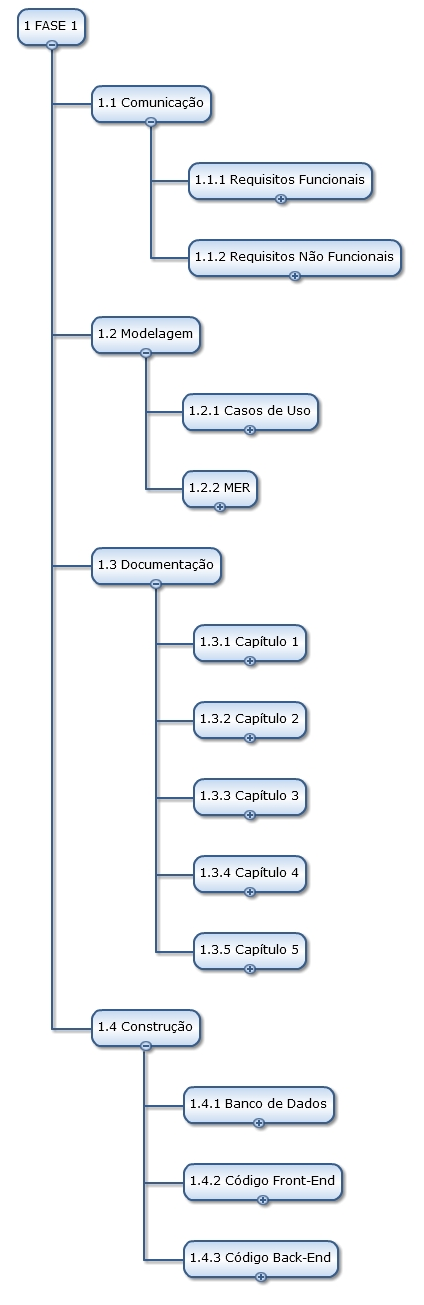 1 FASE 1
1.1 Comunicação
1.1.1 Requisitos Funcionais
1.1.2 Requisitos Não Funcionais
1.2 Modelagem
1.2.1 Casos de Uso
1.2.2 MER
1.3 Documentação
1.3.1 Capítulo 1
1.3.2 Capítulo 2
1.3.3 Capítulo 3
1.3.4 Capítulo 4
1.3.5 Capítulo 5
1.4 Construção
1.4.1 Banco de Dados
1.4.2 Código Front-End
1.4.3 Código Back-End